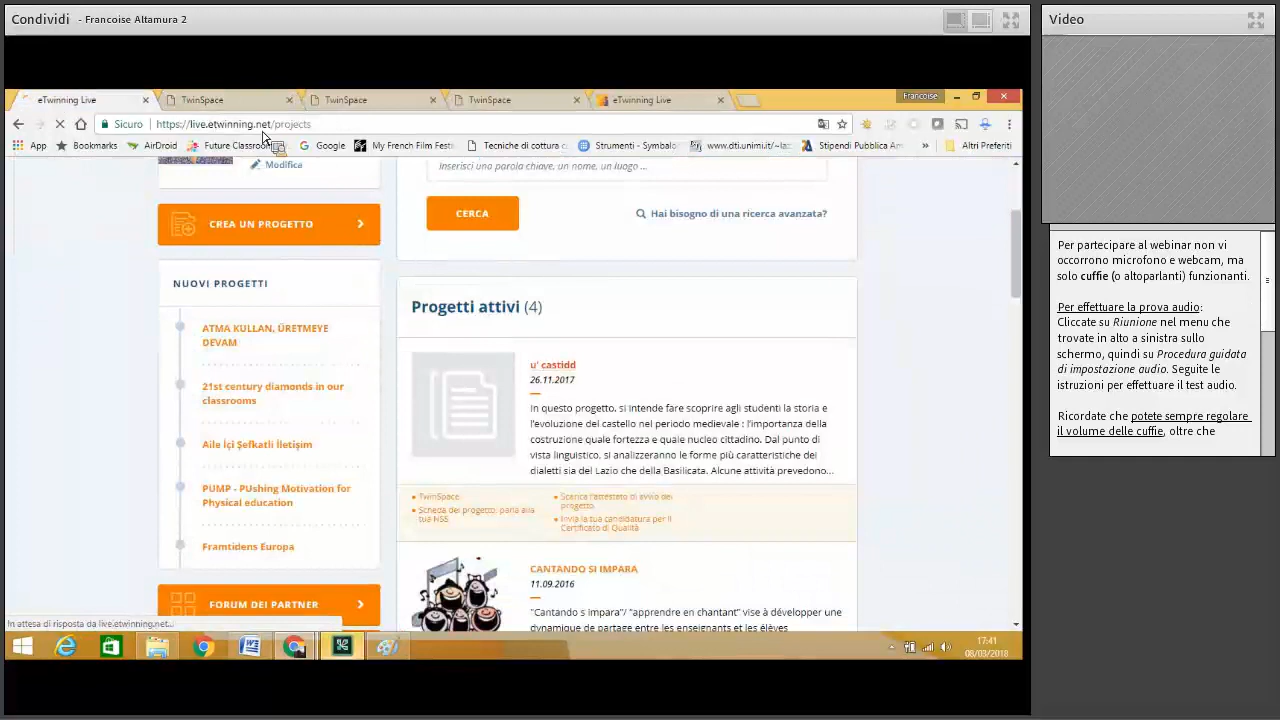 Condividi - Francoise Altamura 2
Video
eTwinning Live
TwinSpace
TwinSpace
TwinSpace
eTwinning Live
Francoise
Sicuro
https://live.etwinning.net/projects
App
Bookmarks
AirDroid
Future Classroo
Google
My French Film Fest
Tecniche di cottura
Strumenti - Symbalo
Stipendi Pubblica Am
»
Altri Preferiti
Modifica
Inserisci una parola chiave, un nome, un luogo ...
CERCA
Hai bisogno di una ricerca avanzata?
CREA UN PROGETTO
NUOVI PROGETTI
ATMA KULLAN, ÜRETMEYE
DEVAM
21st century diamonds in our
classrooms
Aile İçi Şefkatli İletişim
PUMP - PUshing Motivation for
Physical education
Framtidens Europa
FORUM DEI PARTNER
Progetti attivi (4)
u' castidd
26.11.2017
In questo progetto, si intende fare scoprire agli studenti la storia e
l'evoluzione del castello nel periodo medievale : l'importanza della
costruzione quale fortezza e quale nucleo cittadino. Dal punto di
vista linguistico, si analizzeranno le forme più caratteristiche dei
dialetti sia del Lazio che della Basilicata. Alcune attività prevedono...
TwinSpace
Scheda del progetto: parla alla
tua NSS
Scarica l'attestato di avvio del
progetto
Invia la tua candidatura per il
Certificato di Qualità
CANTANDO SI IMPARA
11.09.2016
"Cantando s impara"/ "apprendre en chantant" vise à développer une
dynamique de partage entre les enseignants et les élèves
In attesa di risposta da live.etwinning.net...
17:41
08/03/2018
Per partecipare al webinar non vi
occorrono microfono e webcam, ma
solo cuffie (o altoparlanti) funzionanti.
Per effettuare la prova audio:
Cliccate su Riunione nel menu che
trovate in alto a sinistra sullo
schermo, quindi su Procedura guidata
di impostazione audio. Seguite le
istruzioni per effettuare il test audio.
Ricordate che potete sempre regolare
il volume delle cuffie, oltre che